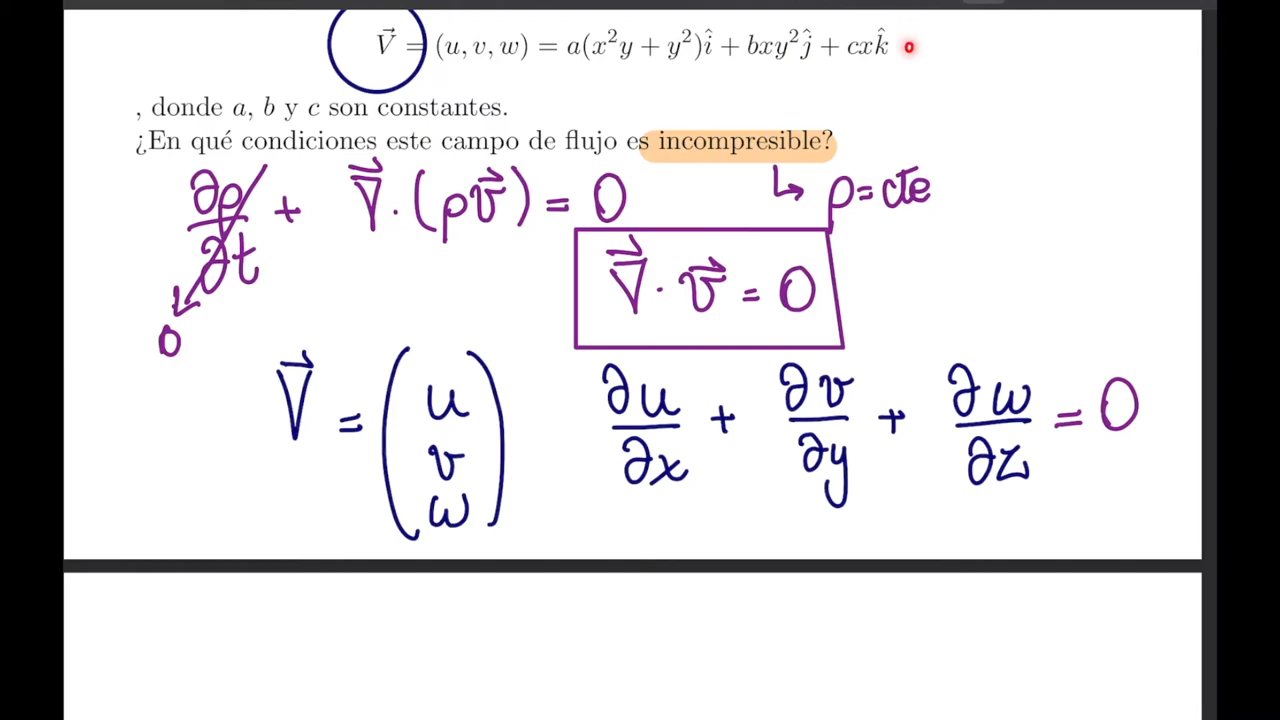 V⃗ = (u, v, w) = a(x²y + y²)î + bxy²ĵ + cxk̂
, donde a, b y c son constantes.
¿En qué condiciones este campo de flujo es incompresible?
∂ρ/∂t + ∇⃗ · (ρv⃗) = 0 ↳ ρ = cte
0
∇⃗ · v⃗ = 0
V⃗ = (u v w) ∂u/∂x + ∂v/∂y + ∂w/∂z = 0